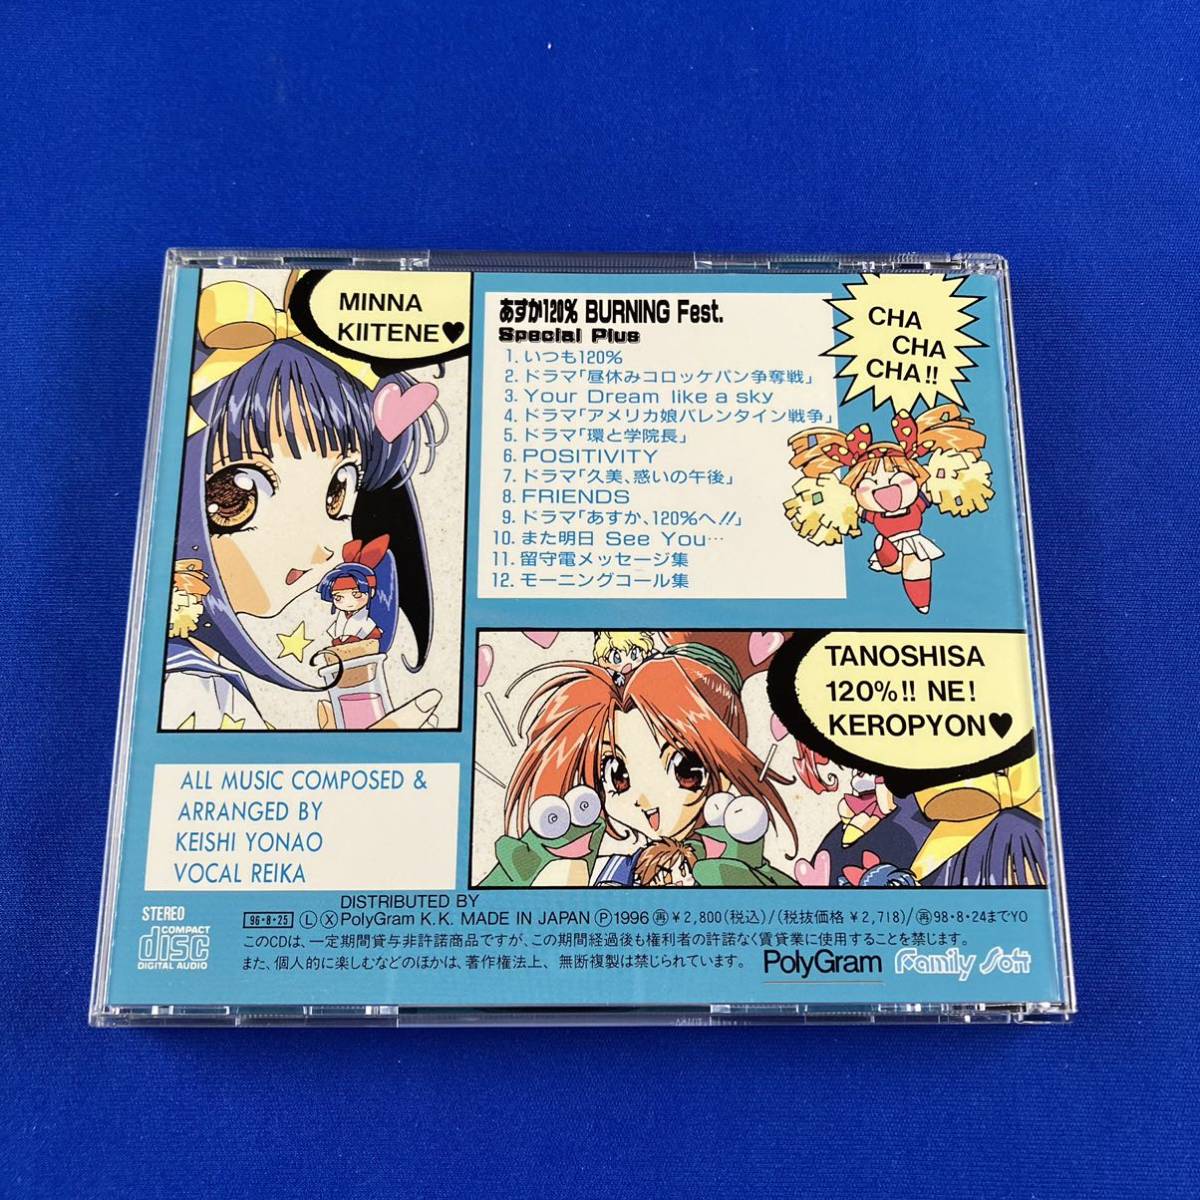 MINNA
KIITENE♥
あすか120% BURNING Fest.
Special Plus
1. いつも120%
2. ドラマ「昼休みコロッケパン争奪戦」
3. Your Dream like a sky
4. ドラマ「アメリカ娘バレンタイン戦争」
5. ドラマ「環と学院長」
6. POSITIVITY
7. ドラマ「久美、惑いの午後」
8. FRIENDS
9. ドラマ「あすか、120%へ!!」
10. また明日 See You…
11. 留守電メッセージ集
12. モーニングコール集
CHA
CHA
CHA!!
TANOSHISA
120%!! NE!
KEROPYON♥
ALL MUSIC COMPOSED &
ARRANGED BY
KEISHI YONAO
VOCAL REIKA
DISTRIBUTED BY
STEREO
96・8・25 Ⓛ Ⓧ PolyGram K.K. MADE IN JAPAN Ⓟ1996 ㊢¥2,800(税込)/(税抜価格 ¥2,718)/㊢98・8・24までYO
COMPACT
disc
DIGITAL AUDIO
このCDは、一定期間貸与非許諾商品ですが、この期間経過後も権利者の許諾なく賃貸業に使用することを禁じます。
また、個人的に楽しむなどのほかは、著作権法上、無断複製は禁じられています。
PolyGram
Family Soft